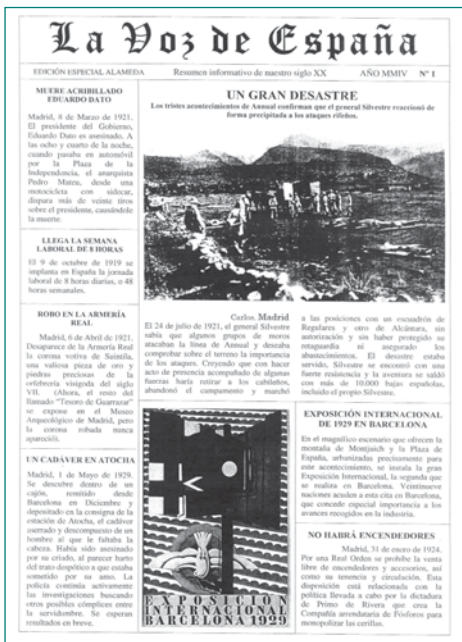 La Voz de España
EDICIÓN ESPECIAL ALAMEDA Resumen informativo de nuestro siglo XX AÑO MMIV Nº 1
MUERE ACRIBILLADO
EDUARDO DATO
Madrid, 8 de Marzo de 1921.
El presidente del Gobierno,
Eduardo Dato es asesinado. A
las ocho y cuarto de la noche,
cuando pasaba en automóvil
por la Plaza de la
Independencia, el anarquista
Pedro Mateu, desde una
motocicleta con sidecar,
dispara más de veinte tiros
sobre el presidente, causándole
la muerte.
LLEGA LA SEMANA
LABORAL DE 8 HORAS
El 9 de octubre de 1919 se
implanta en España la jornada
laboral de 8 horas diarias, o 48
horas semanales.
ROBO EN LA ARMERÍA
REAL
Madrid, 6 de Abril de 1921.
Desaparece de la Armería Real
la corona votiva de Suintila,
una valiosa pieza de oro y
piedras preciosas de la
orfebrería visigoda del siglo
VII. (Ahora, el resto del
llamado "Tesoro de Guarrazar"
se expone en el Museo
Arqueológico de Madrid, pero
la corona robada nunca
apareció).
UN CADÁVER EN ATOCHA
Madrid, 1 de Mayo de 1929.
Se descubre dentro de un
cajón, remitido desde
Barcelona en Diciembre y
depositado en la consigna de la
estación de Atocha, el cadáver
aserrado y descompuesto de un
hombre al que le faltaba la
cabeza. Había sido asesinado
por su criado, al parecer harto
del trato despótico a que estaba
sometido por su amo. La
policía continúa activamente
las investigaciones buscando
otros posibles cómplices entre
la servidumbre. Se esperan
resultados en breve.
UN GRAN DESASTRE
Los tristes acontecimientos de Annual confirman que el general Silvestre reaccionó de
forma precipitada a los ataques rifeños.
Carlos. Madrid
El 24 de julio de 1921, el general Silvestre
sabía que algunos grupos de moros
atacaban la línea de Annual y deseaba
comprobar sobre el terreno la importancia
de los ataques. Creyendo que con hacer
acto de presencia acompañado de algunas
fuerzas haría retirar a los cabileños,
abandonó el campamento y marchó
a las posiciones con un escuadrón de
Regulares y otro de Alcántara, sin
autorización y sin haber protegido su
retaguardia ni asegurado los
abastecimientos. El desastre estaba
servido, Silvestre se encontró con una
fuerte resistencia y la aventura se saldó
con más de 10.000 bajas españolas,
incluido el propio Silvestre.
EXPOSICIÓN
INTERNACIONAL
BARCELONA 1929
EXPOSICIÓN INTERNACIONAL
DE 1929 EN BARCELONA
En el magnífico escenario que ofrecen la
montaña de Montjuich y la Plaza de
España, urbanizadas precisamente para
este acontecimiento, se instala la gran
Exposición Internacional, la segunda que
se realiza en Barcelona. Veintinueve
naciones acuden a esta cita en Barcelona,
que concede especial importancia a los
avances recogidos en la industria.
NO HABRÁ ENCENDEDORES
Madrid, 31 de enero de 1924.
Por una Real Orden se prohíbe la venta
libre de encendedores y accesorios, así
como su tenencia y circulación. Esta
disposición está relacionada con la
política llevada a cabo por la dictadura
de Primo de Rivera que crea la
Compañía arrendataria de Fósforos para
monopolizar las cerillas.